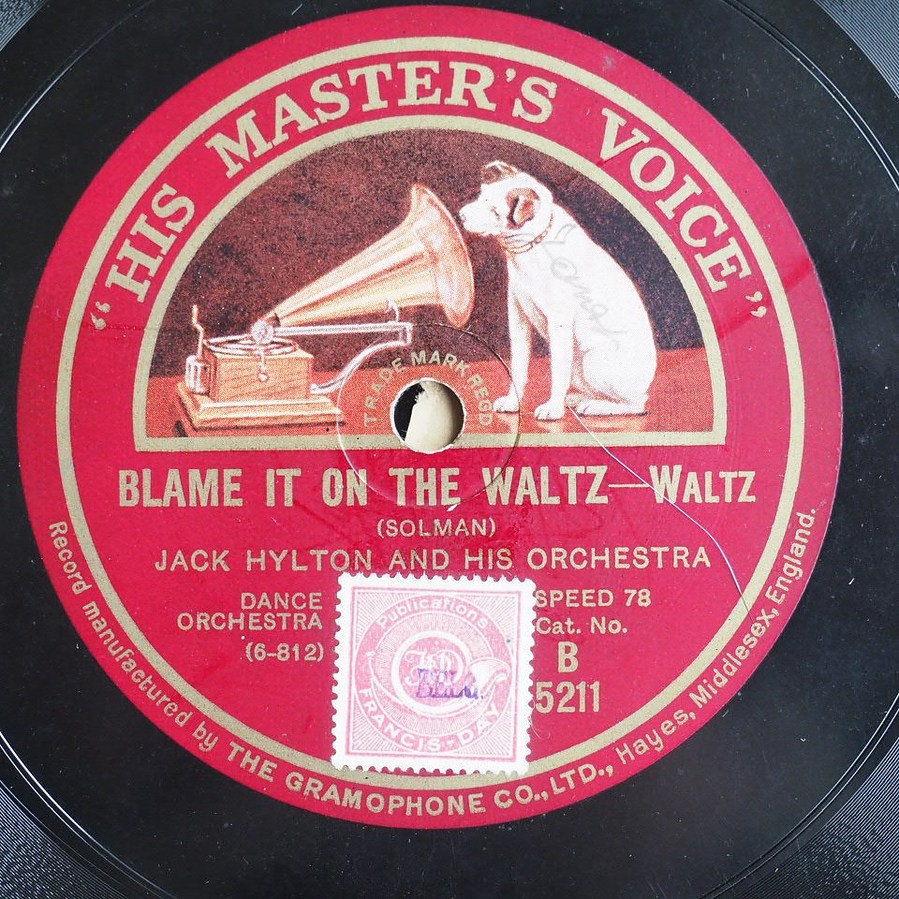 “HIS MASTER'S VOICE”
TRADE MARK REGD
BLAME IT ON THE WALTZ—WALTZ
(SOLMAN)
JACK HYLTON AND HIS ORCHESTRA
DANCE
ORCHESTRA
(6-812)
SPEED 78
Cat. No.
B
5211
Publications
BELG.
FRANCIS-DAY
Record manufactured by THE GRAMOPHONE CO., LTD., Hayes, Middlesex, England.